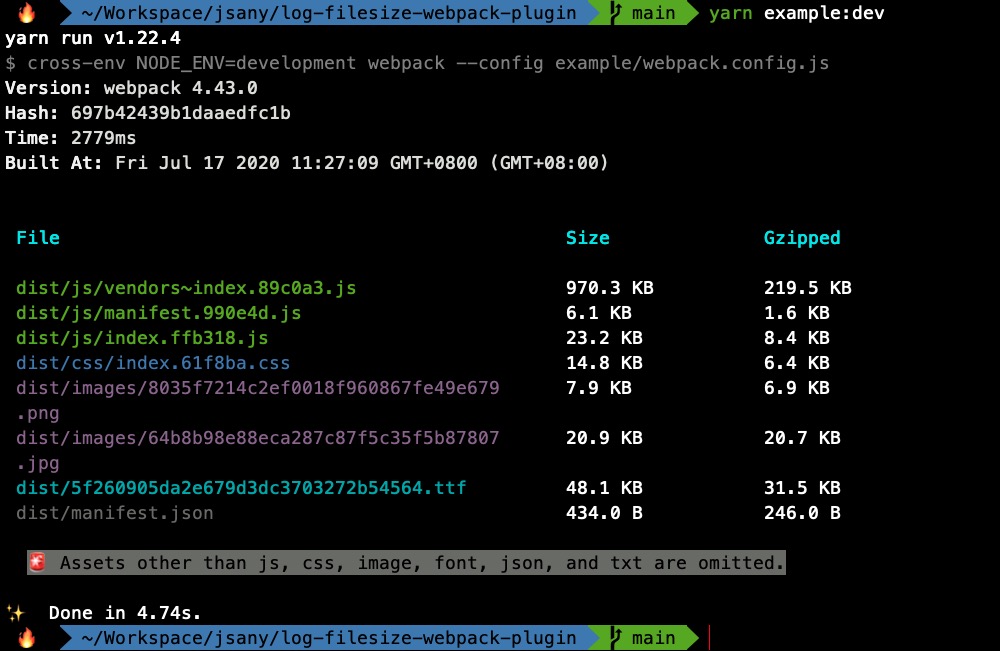 ~/Workspace/jsany/log-filesize-webpack-plugin main yarn example:dev
yarn run v1.22.4
$ cross-env NODE_ENV=development webpack --config example/webpack.config.js
Version: webpack 4.43.0
Hash: 697b42439b1daaedfc1b
Time: 2779ms
Built At: Fri Jul 17 2020 11:27:09 GMT+0800 (GMT+08:00)
File Size Gzipped
dist/js/vendors~index.89c0a3.js 970.3 KB 219.5 KB
dist/js/manifest.990e4d.js 6.1 KB 1.6 KB
dist/js/index.ffb318.js 23.2 KB 8.4 KB
dist/css/index.61f8ba.css 14.8 KB 6.4 KB
dist/images/8035f7214c2ef0018f960867fe49e679 7.9 KB 6.9 KB
.png
dist/images/64b8b98e88eca287c87f5c35f5b87807 20.9 KB 20.7 KB
.jpg
dist/5f260905da2e679d3dc3703272b54564.ttf 48.1 KB 31.5 KB
dist/manifest.json 434.0 B 246.0 B
Assets other than js, css, image, font, json, and txt are omitted.
Done in 4.74s.
~/Workspace/jsany/log-filesize-webpack-plugin main